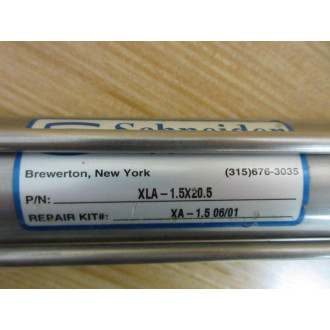 Schneider
Brewerton, New York (315)676-3035
P/N: XLA-1.5X20.5
REPAIR KIT#: XA-1.5 06/01